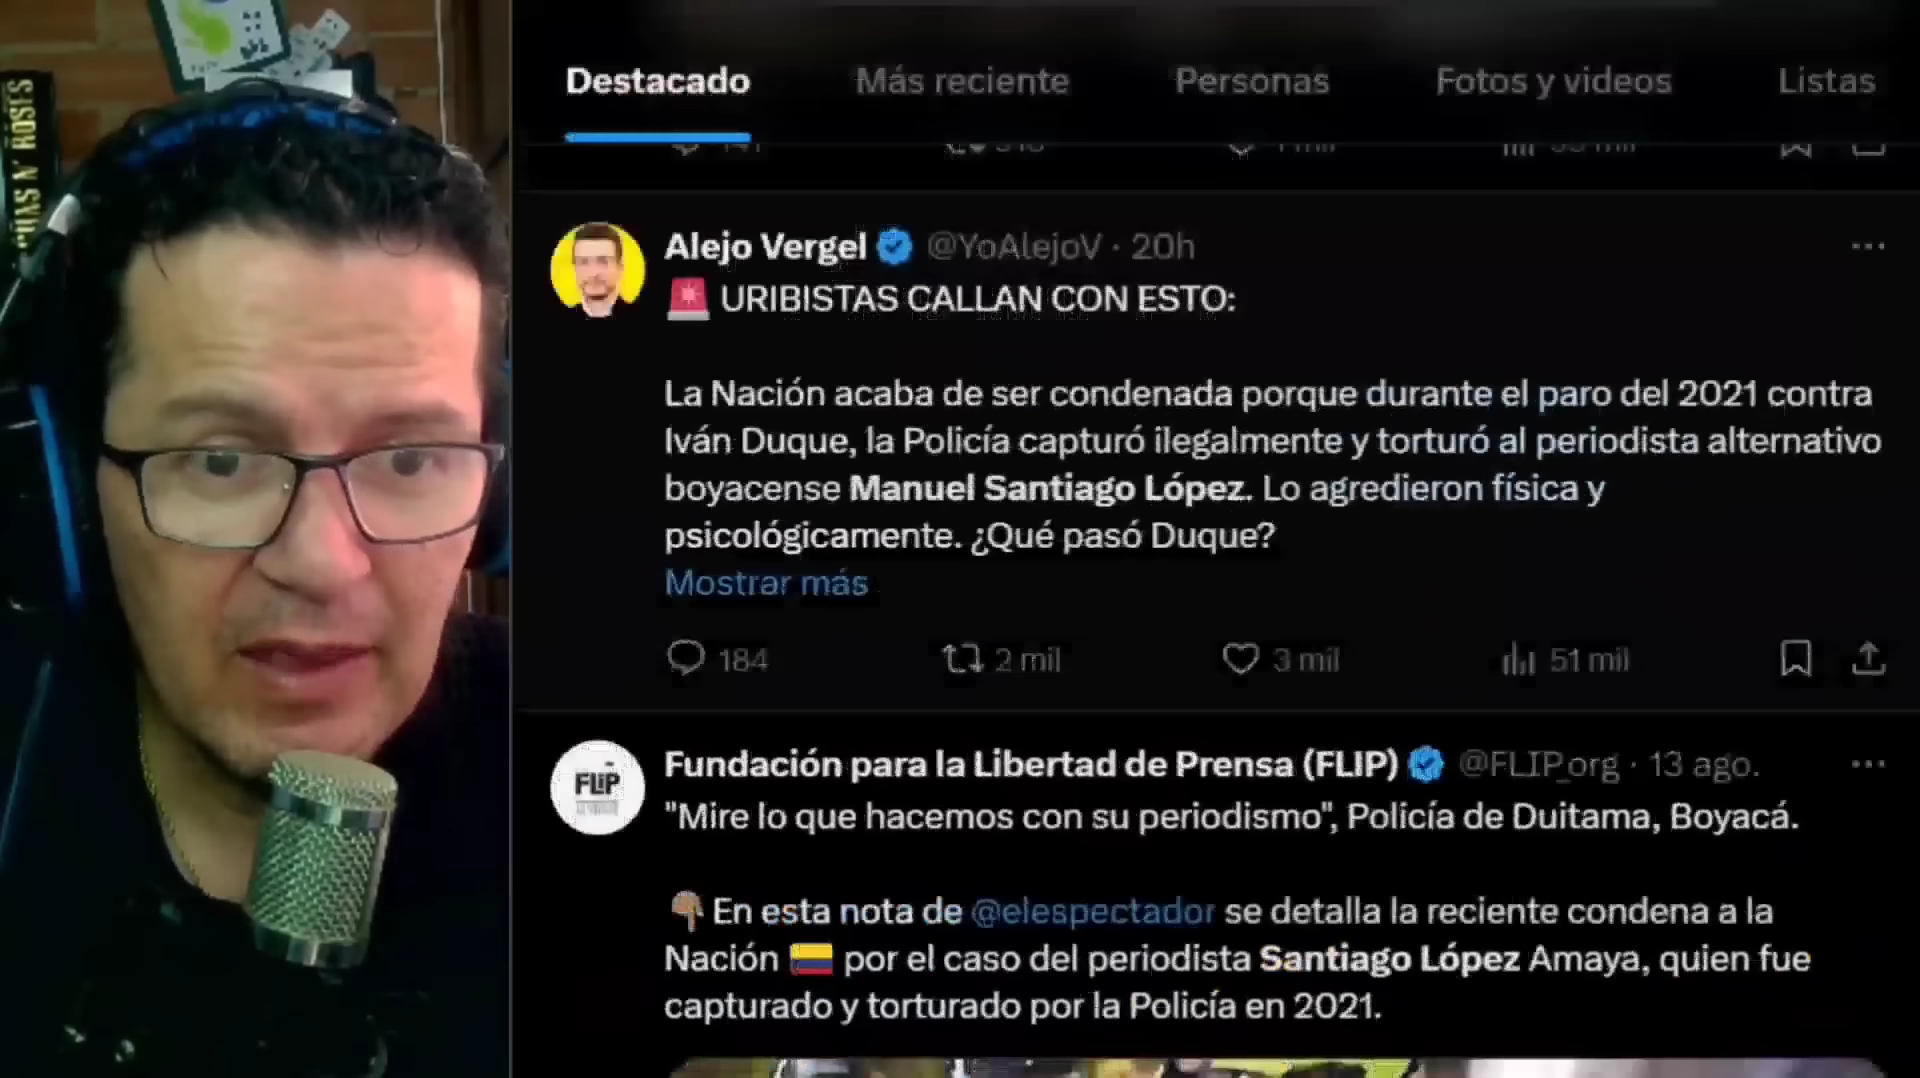 GUNS N' ROSES
Destacado
Más reciente
Personas
Fotos y videos
Listas
Alejo Vergel @YoAlejoV · 20h
URIBISTAS CALLAN CON ESTO:
La Nación acaba de ser condenada porque durante el paro del 2021 contra
Iván Duque, la Policía capturó ilegalmente y torturó al periodista alternativo
boyacense Manuel Santiago López. Lo agredieron física y
psicológicamente. ¿Qué pasó Duque?
Mostrar más
184
2 mil
3 mil
51 mil
FLIP
Fundación para la Libertad de Prensa (FLIP) @FLIP_org · 13 ago.
"Mire lo que hacemos con su periodismo", Policía de Duitama, Boyacá.
En esta nota de @elespectador se detalla la reciente condena a la
Nación por el caso del periodista Santiago López Amaya, quien fue
capturado y torturado por la Policía en 2021.